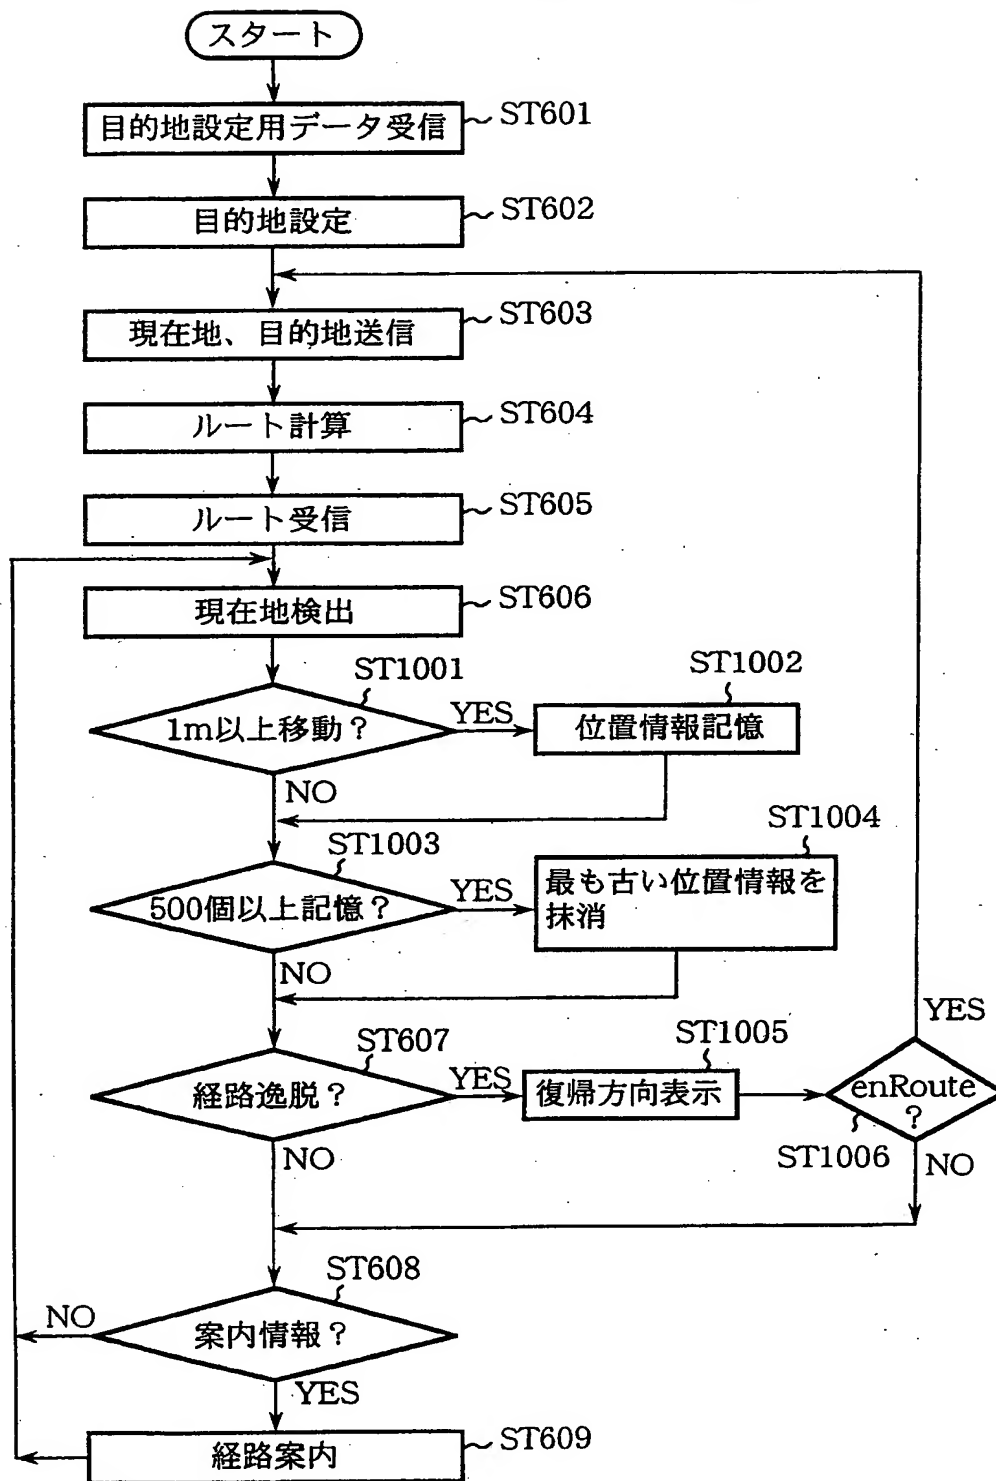 スタート
目的地設定用データ受信
ST601
目的地設定
ST602
現在地、目的地送信
ST603
ルート計算
ST604
ルート受信
ST605
現在地検出
ST606
ST1001
1m以上移動？
YES
ST1002
位置情報記憶
NO
ST1003
500個以上記憶？
YES
ST1004
最も古い位置情報を
抹消
NO
ST607
経路逸脱？
YES
ST1005
復帰方向表示
YES
enRoute
？
ST1006
NO
NO
ST608
案内情報？
NO
YES
経路案内
ST609